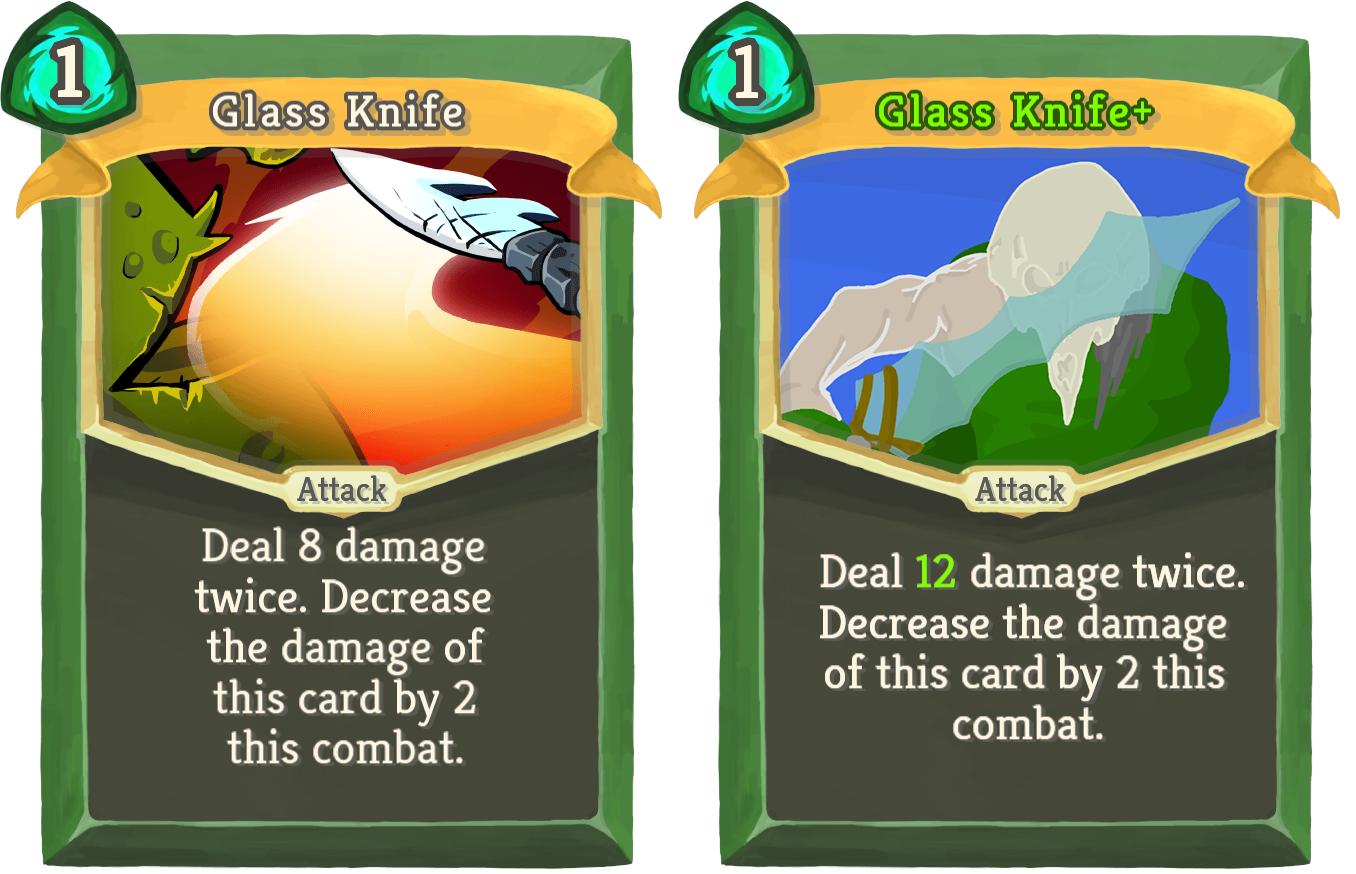 1
Glass Knife
Attack
Deal 8 damage
twice. Decrease
the damage of
this card by 2
this combat.
1
Glass Knife+
Attack
Deal 12 damage twice.
Decrease the damage
of this card by 2 this
combat.